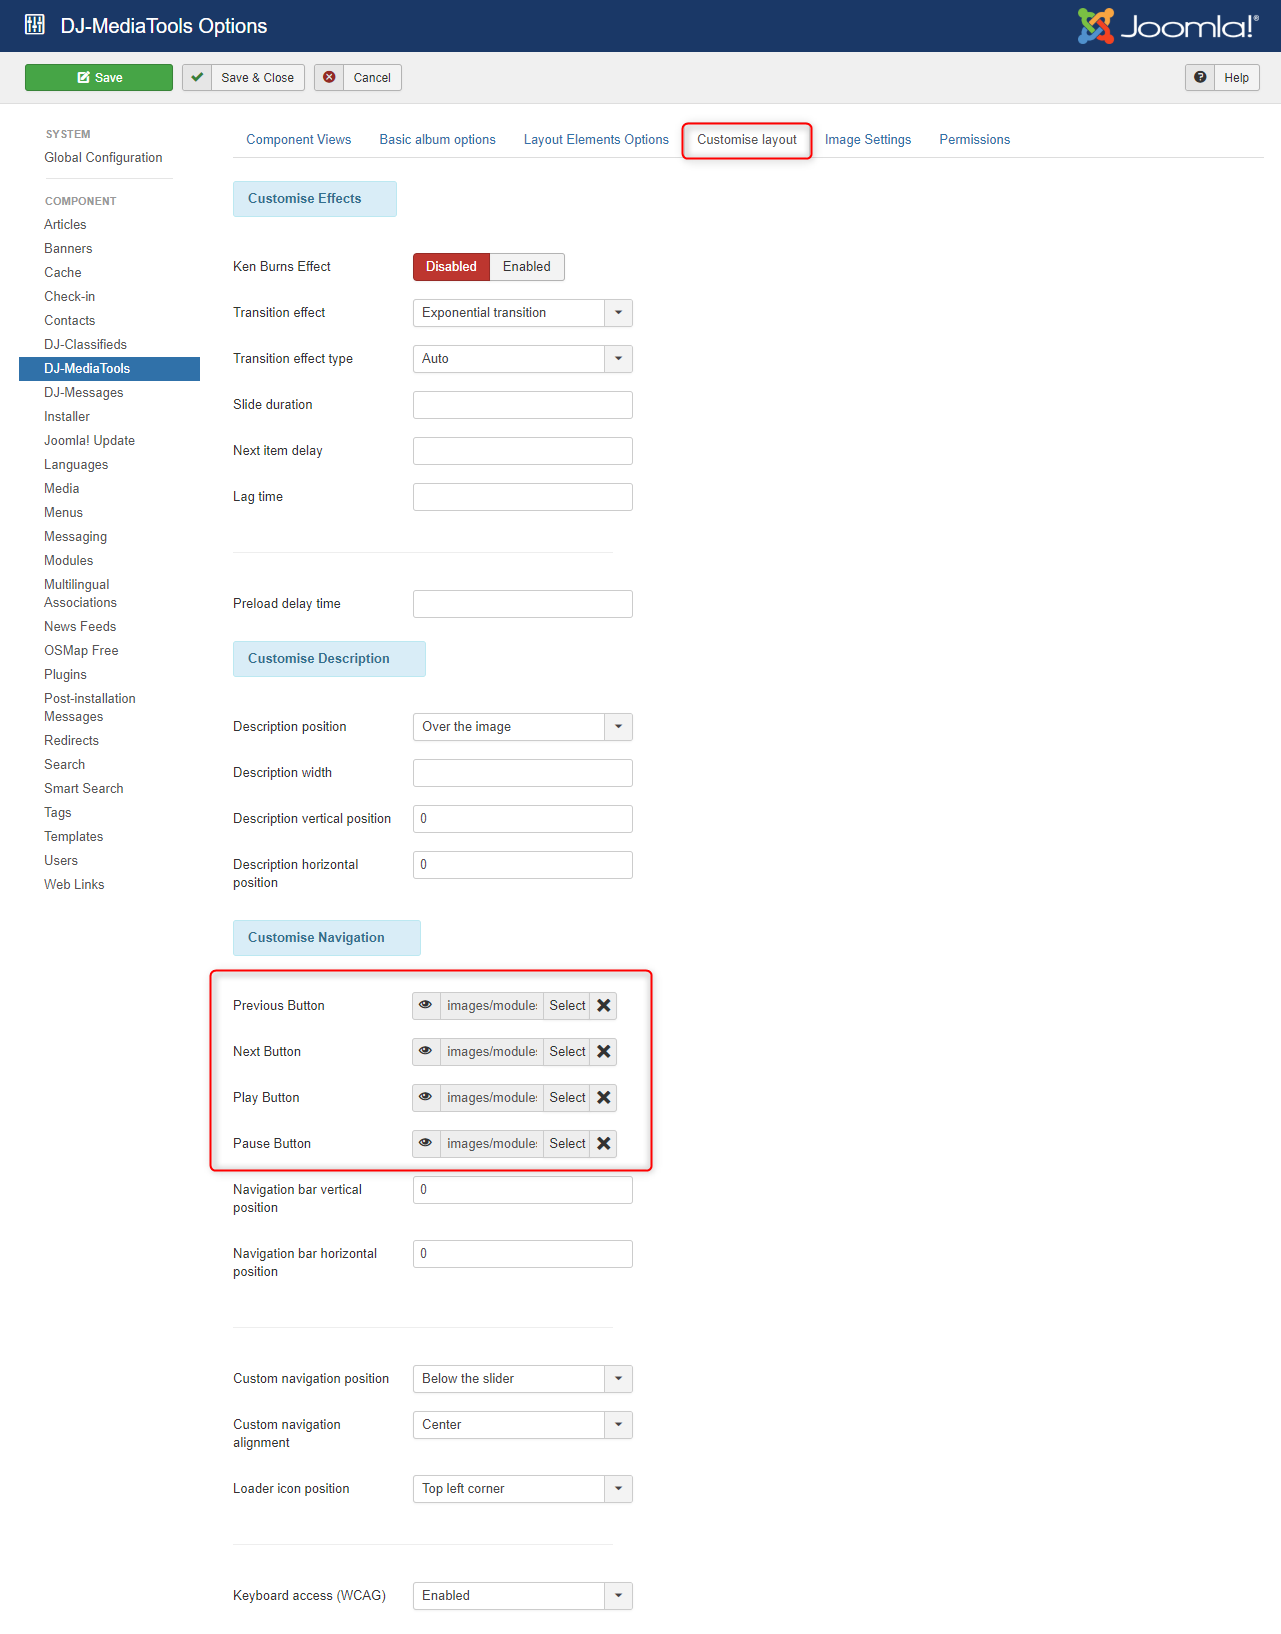 DJ-MediaTools Options
Joomla!®
Save
Save & Close
Cancel
Help
SYSTEM
Global Configuration
COMPONENT
Articles
Banners
Cache
Check-in
Contacts
DJ-Classifieds
DJ-MediaTools
DJ-Messages
Installer
Joomla! Update
Languages
Media
Menus
Messaging
Modules
Multilingual
Associations
News Feeds
OSMap Free
Plugins
Post-installation
Messages
Redirects
Search
Smart Search
Tags
Templates
Users
Web Links
Component Views
Basic album options
Layout Elements Options
Customise layout
Image Settings
Permissions
Customise Effects
Ken Burns Effect
Disabled
Enabled
Transition effect
Exponential transition
Transition effect type
Auto
Slide duration
Next item delay
Lag time
Preload delay time
Customise Description
Description position
Over the image
Description width
Description vertical position
0
Description horizontal
position
0
Customise Navigation
Previous Button
images/module
Select
Next Button
images/module
Select
Play Button
images/module
Select
Pause Button
images/module
Select
Navigation bar vertical
position
0
Navigation bar horizontal
position
0
Custom navigation position
Below the slider
Custom navigation
alignment
Center
Loader icon position
Top left corner
Keyboard access (WCAG)
Enabled